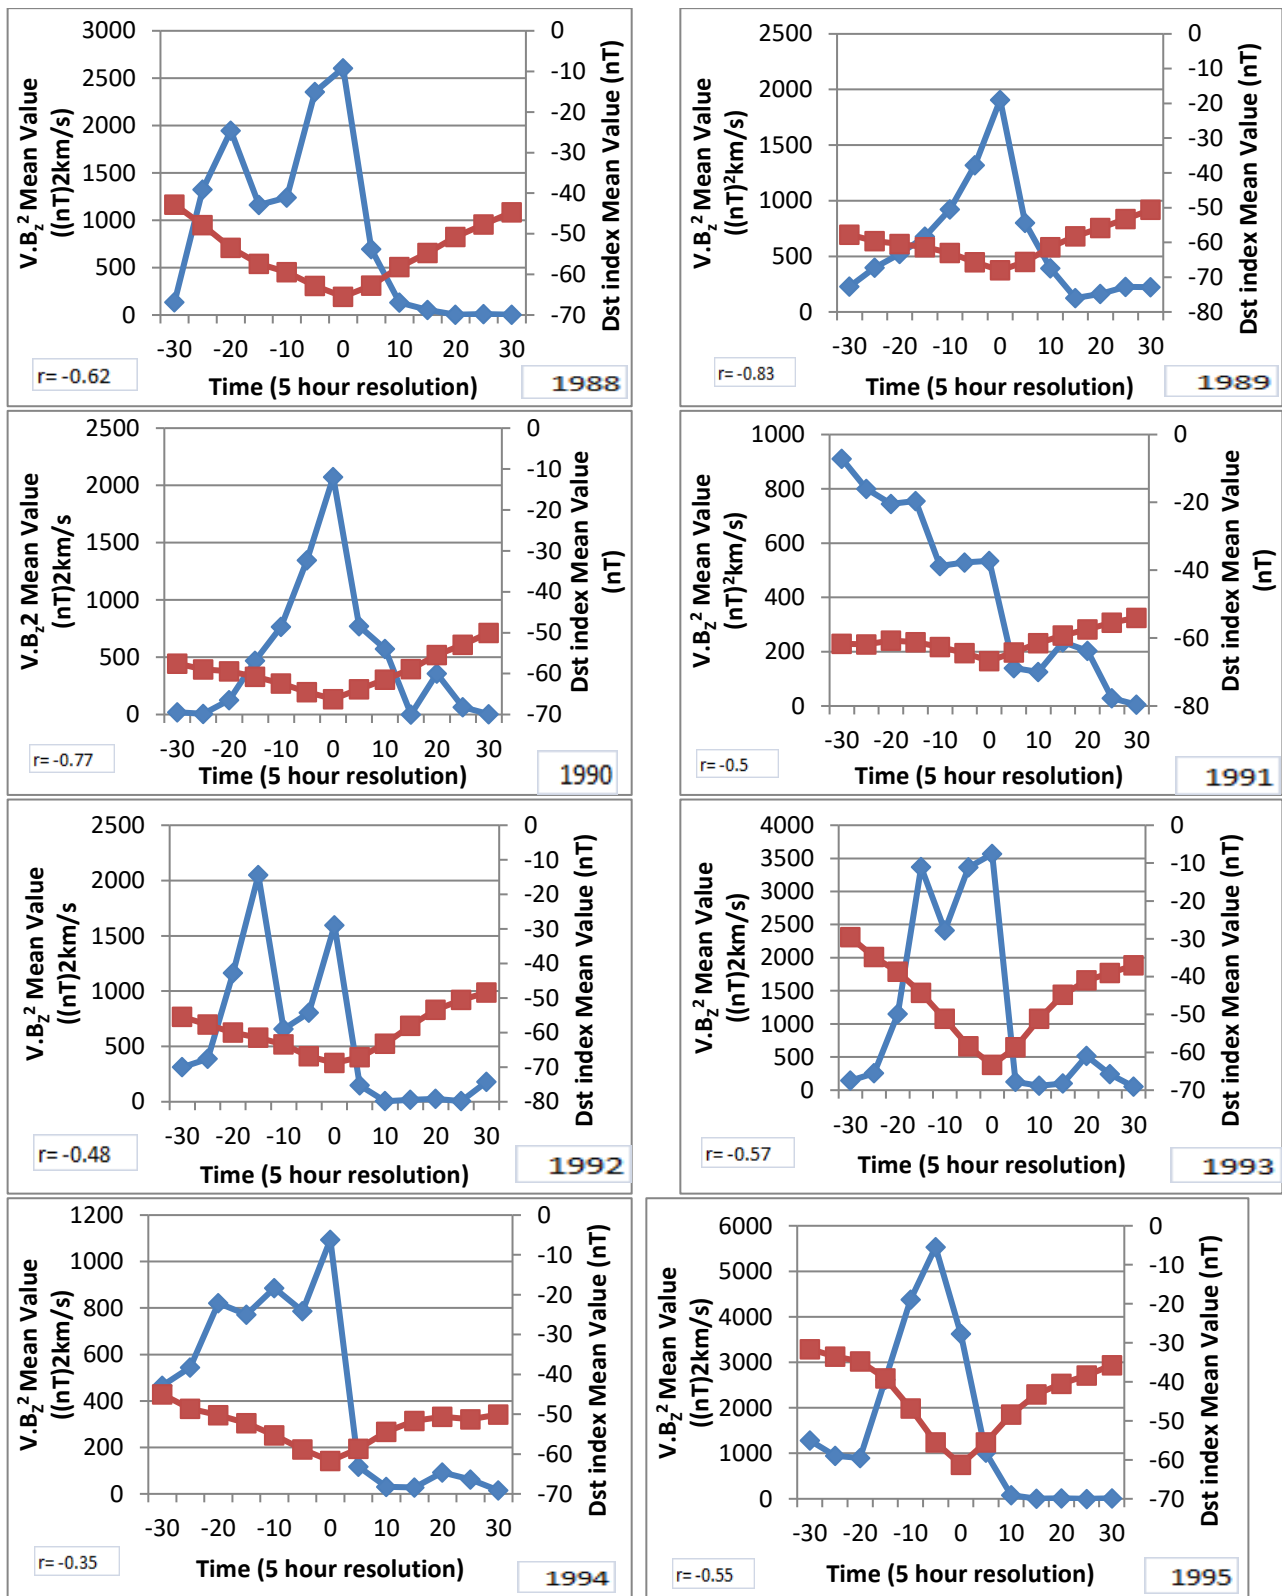 V.BZ² Mean Value
((nT)2km/s)
3000
2500
2000
1500
1000
500
0
0
-10
-20
-30
-40
-50
-60
-70
Dst index Mean Value (nT)
-30 -20 -10 0 10 20 30
r= -0.62
Time (5 hour resolution)
1988
V.BZ² Mean Value
((nT)²km/s)
2500
2000
1500
1000
500
0
0
-10
-20
-30
-40
-50
-60
-70
-80
Dst index Mean Value (nT)
-30 -20 -10 0 10 20 30
r= -0.83
Time (5 hour resolution)
1989
V.BZ2 Mean Value
(nT)2km/s
2500
2000
1500
1000
500
0
0
-10
-20
-30
-40
-50
-60
-70
Dst index Mean Value
(nT)
-30 -20 -10 0 10 20 30
r= -0.77
Time (5 hour resolution)
1990
V.BZ² Mean Value
(nT)²km/s)
1000
800
600
400
200
0
0
-20
-40
-60
-80
Dst index Mean Value
(nT)
-30 -20 -10 0 10 20 30
r= -0.5
Time (5 hour resolution)
1991
V.BZ² Mean Value
((nT)2km/s
2500
2000
1500
1000
500
0
0
-10
-20
-30
-40
-50
-60
-70
-80
Dst index Mean Value (nT)
-30 -20 -10 0 10 20 30
r= -0.48
Time (5 hour resolution)
1992
V.BZ² Mean Value
((nT)2km/s)
4000
3500
3000
2500
2000
1500
1000
500
0
0
-10
-20
-30
-40
-50
-60
-70
Dst index Mean Value (nT)
-30 -20 -10 0 10 20 30
r= -0.57
Time (5 hour resolution)
1993
V.BZ² Mean Value
((nT)2km/s)
1200
1000
800
600
400
200
0
0
-10
-20
-30
-40
-50
-60
-70
Dst index Mean Value (nT)
-30 -20 -10 0 10 20 30
r= -0.35
Time (5 hour resolution)
1994
V.BZ² Mean Value
((nT)2km/s)
6000
5000
4000
3000
2000
1000
0
0
-10
-20
-30
-40
-50
-60
-70
Dst index Mean Value (nT)
-30 -20 -10 0 10 20 30
r= -0.55
Time (5 hour resolution)
1995